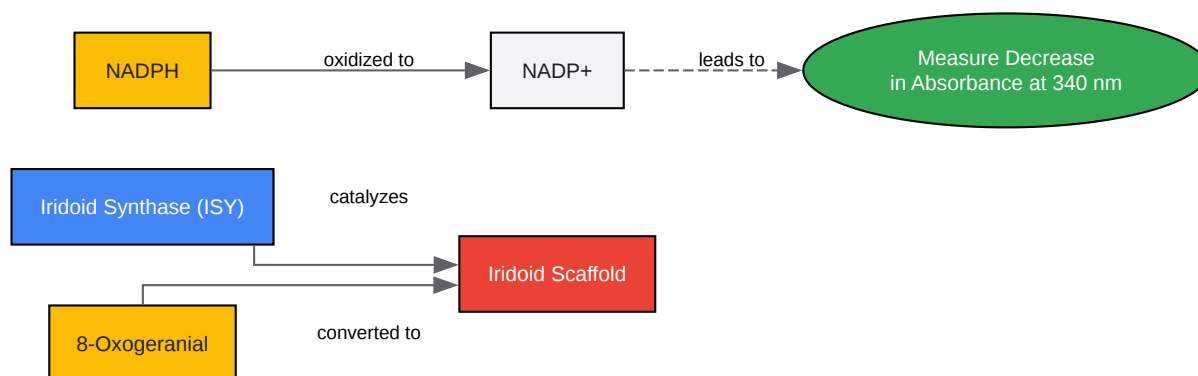 NADPH
oxidized to
NADP+
leads to
Measure Decrease
in Absorbance at 340 nm
Iridoid Synthase (ISY)
catalyzes
Iridoid Scaffold
8-Oxogeranial
converted to